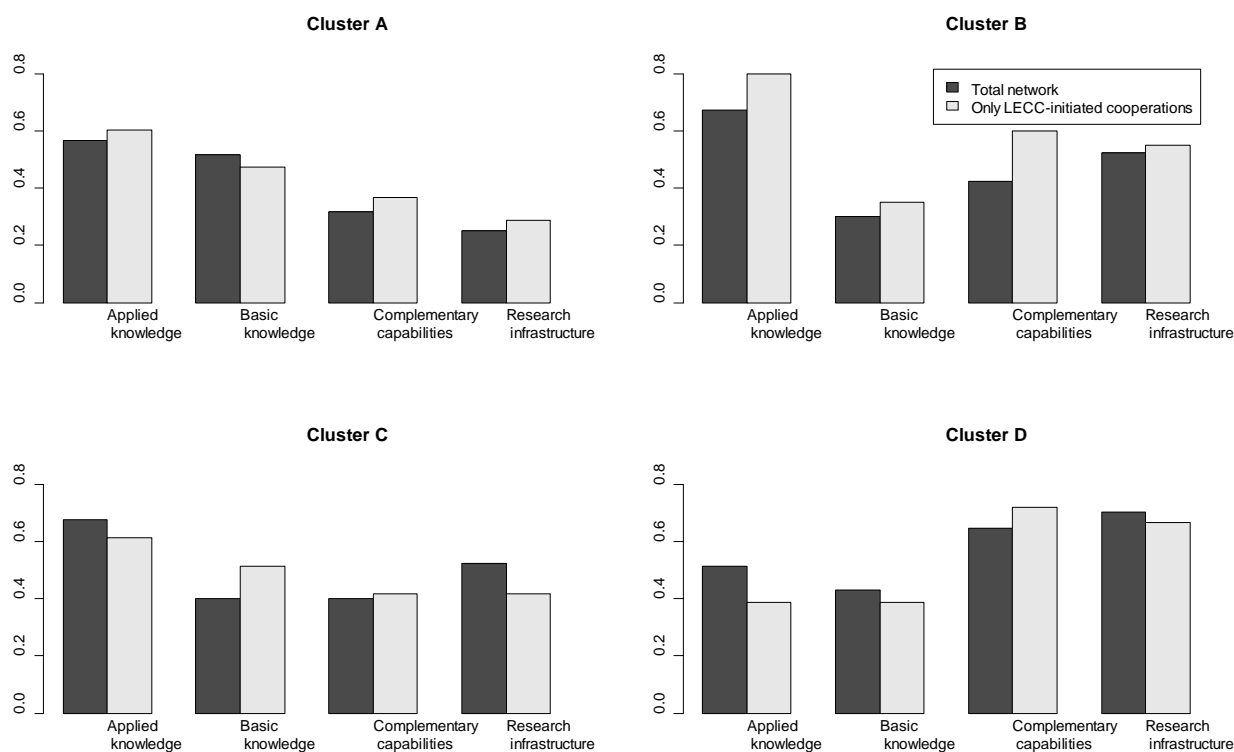 Cluster A
0.8
0.6
0.4
0.2
0.0
Applied
knowledge
Basic
knowledge
Complementary
capabilities
Research
infrastructure
Cluster B
Total network
Only LECC-initiated cooperations
0.8
0.6
0.4
0.2
0.0
Applied
knowledge
Basic
knowledge
Complementary
capabilities
Research
infrastructure
Cluster C
0.8
0.6
0.4
0.2
0.0
Applied
knowledge
Basic
knowledge
Complementary
capabilities
Research
infrastructure
Cluster D
0.8
0.6
0.4
0.2
0.0
Applied
knowledge
Basic
knowledge
Complementary
capabilities
Research
infrastructure